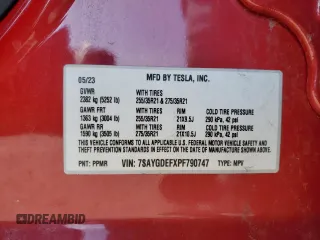 05/23 MFD BY TESLA, INC.
GVWR WITH TIRES
2382 kg (5252 lb) 255/35R21 & 275/35R21
GAWR FRT WITH TIRES RIM COLD TIRE PRESSURE
1363 kg (3004 lb) 255/35R21 21X9.5J 290 kPa, 42 psi
GAWR RR WITH TIRES RIM COLD TIRE PRESSURE
1590 kg (3505 lb) 275/35R21 21X10.5J 290 kPa, 42 psi
THIS VEHICLE CONFORMS TO ALL APPLICABLE FEDERAL MOTOR VEHICLE
SAFETY, BUMPER, AND THEFT PREVENTION STANDARDS IN EFFECT
ON THE DATE OF MANUFACTURE SHOWN ABOVE.
PNT: PPMR VIN: 7SAYGDEFXPF790747 TYPE: MPV
DREAMBID